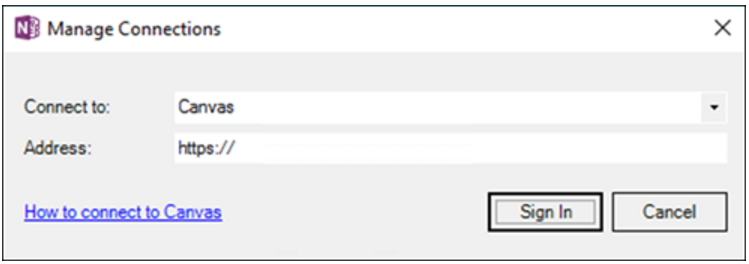 Manage Connections
Connect to: Canvas
Address: https://
How to connect to Canvas Sign In Cancel